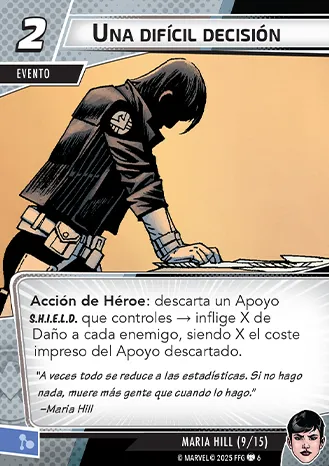 2
UNA DIFÍCIL DECISIÓN
EVENTO
Acción de Héroe: descarta un Apoyo
S.H.I.E.L.D. que controles → inflige X de
Daño a cada enemigo, siendo X el coste
impreso del Apoyo descartado.
"A veces todo se reduce a las estadísticas. Si no hago
nada, muere más gente que cuando lo hago."
–Maria Hill
MARIA HILL (9/15)
© MARVEL © 2025 FFG 6